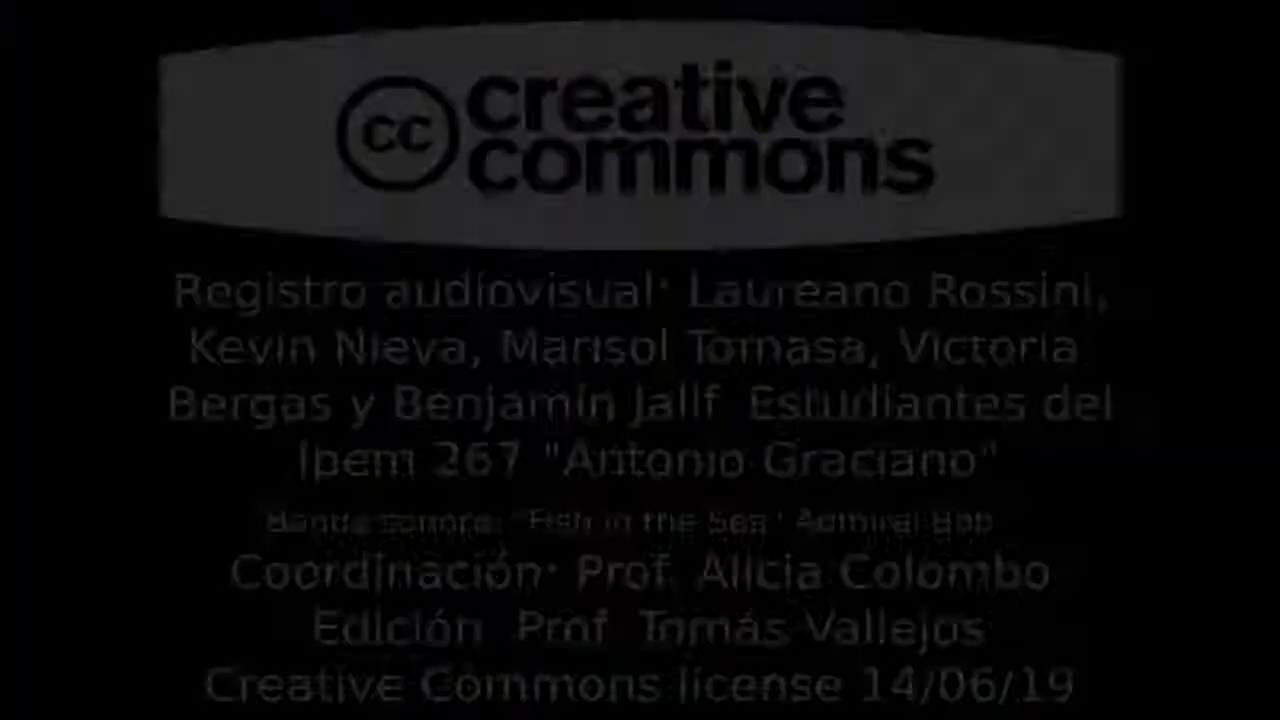 cc creative
commons
Registro audiovisual: Laureano Rossini,
Kevin Nieva, Marisol Tomasa, Victoria
Bergas y Benjamín Jalif. Estudiantes del
Ipem 267 "Antonio Graciano"
Banda sonora: "Fish in the Sea" Admiral Bob
Coordinación: Prof. Alicia Colombo
Edición: Prof. Tomás Vallejos
Creative Commons license 14/06/19